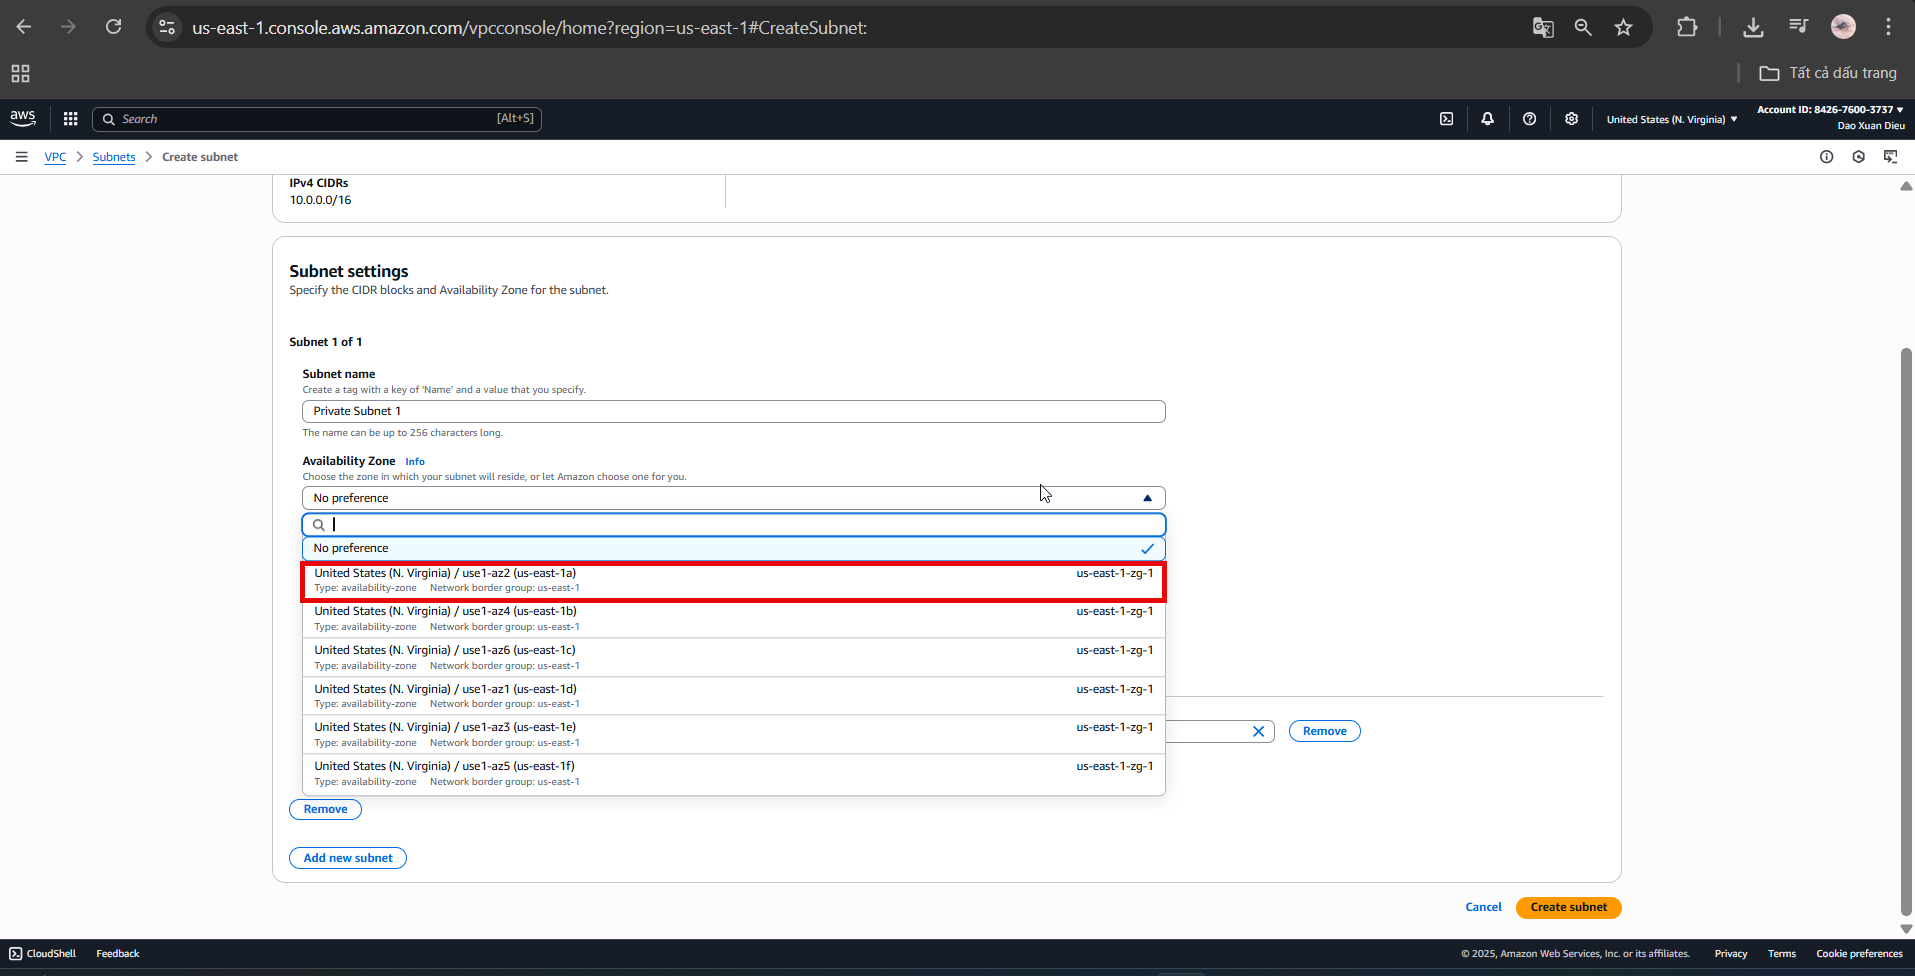 us-east-1.console.aws.amazon.com/vpcconsole/home?region=us-east-1#CreateSubnet:
Tất cả dấu trang
aws
Search
[Alt+S]
United States (N. Virginia)
Account ID: 8426-7600-3737
Dao Xuan Dieu
VPC
Subnets
Create subnet
IPv4 CIDRs
10.0.0.0/16
Subnet settings
Specify the CIDR blocks and Availability Zone for the subnet.
Subnet 1 of 1
Subnet name
Create a tag with a key of 'Name' and a value that you specify.
Private Subnet 1
The name can be up to 256 characters long.
Availability Zone Info
Choose the zone in which your subnet will reside, or let Amazon choose one for you.
No preference
No preference
United States (N. Virginia) / use1-az2 (us-east-1a) us-east-1-zg-1
Type: availability-zone Network border group: us-east-1
United States (N. Virginia) / use1-az4 (us-east-1b) us-east-1-zg-1
Type: availability-zone Network border group: us-east-1
United States (N. Virginia) / use1-az6 (us-east-1c) us-east-1-zg-1
Type: availability-zone Network border group: us-east-1
United States (N. Virginia) / use1-az1 (us-east-1d) us-east-1-zg-1
Type: availability-zone Network border group: us-east-1
United States (N. Virginia) / use1-az3 (us-east-1e) us-east-1-zg-1
Type: availability-zone Network border group: us-east-1
United States (N. Virginia) / use1-az5 (us-east-1f) us-east-1-zg-1
Type: availability-zone Network border group: us-east-1
Remove
Remove
Add new subnet
Cancel
Create subnet
CloudShell
Feedback
© 2025, Amazon Web Services, Inc. or its affiliates.
Privacy
Terms
Cookie preferences